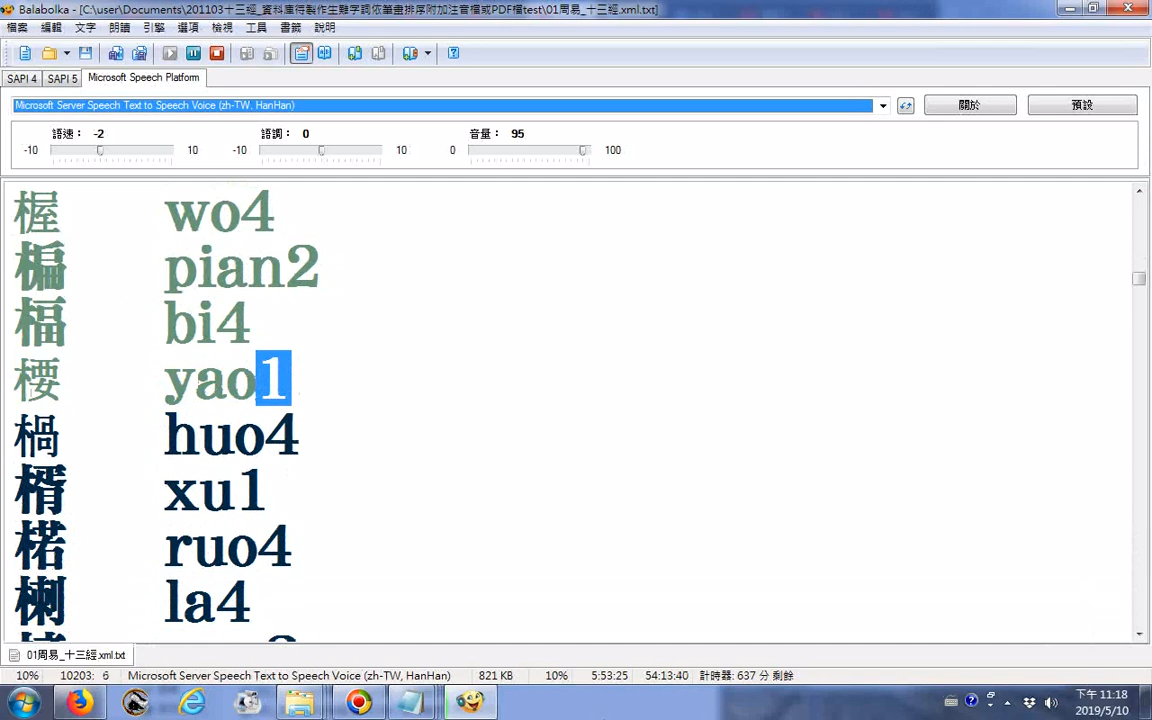 Balabolka - [C:\user\Documents\201103十三經_資料庫待製作生難字詞依筆畫排序附加注音檔或PDF檔test\01周易_十三經.xml.txt]
檔案 編輯 文字 朗讀 引擎 選項 檢視 工具 書籤 說明
SAPI 4 SAPI 5 Microsoft Speech Platform
Microsoft Server Speech Text to Speech Voice (zh-TW, HanHan) 關於 預設
語速： -2 語調： 0 音量： 95
-10 10 -10 10 0 100
楃 wo4
楄 pian2
楅 bi4
楆 yao1
楇 huo4
楈 xu1
楉 ruo4
楋 la4
01周易_十三經.xml.txt
10% 10203: 6 Microsoft Server Speech Text to Speech Voice (zh-TW, HanHan) 821 KB 10% 5:53:25 54:13:40 計時器: 637 分 剩餘
下午 11:18
2019/5/10